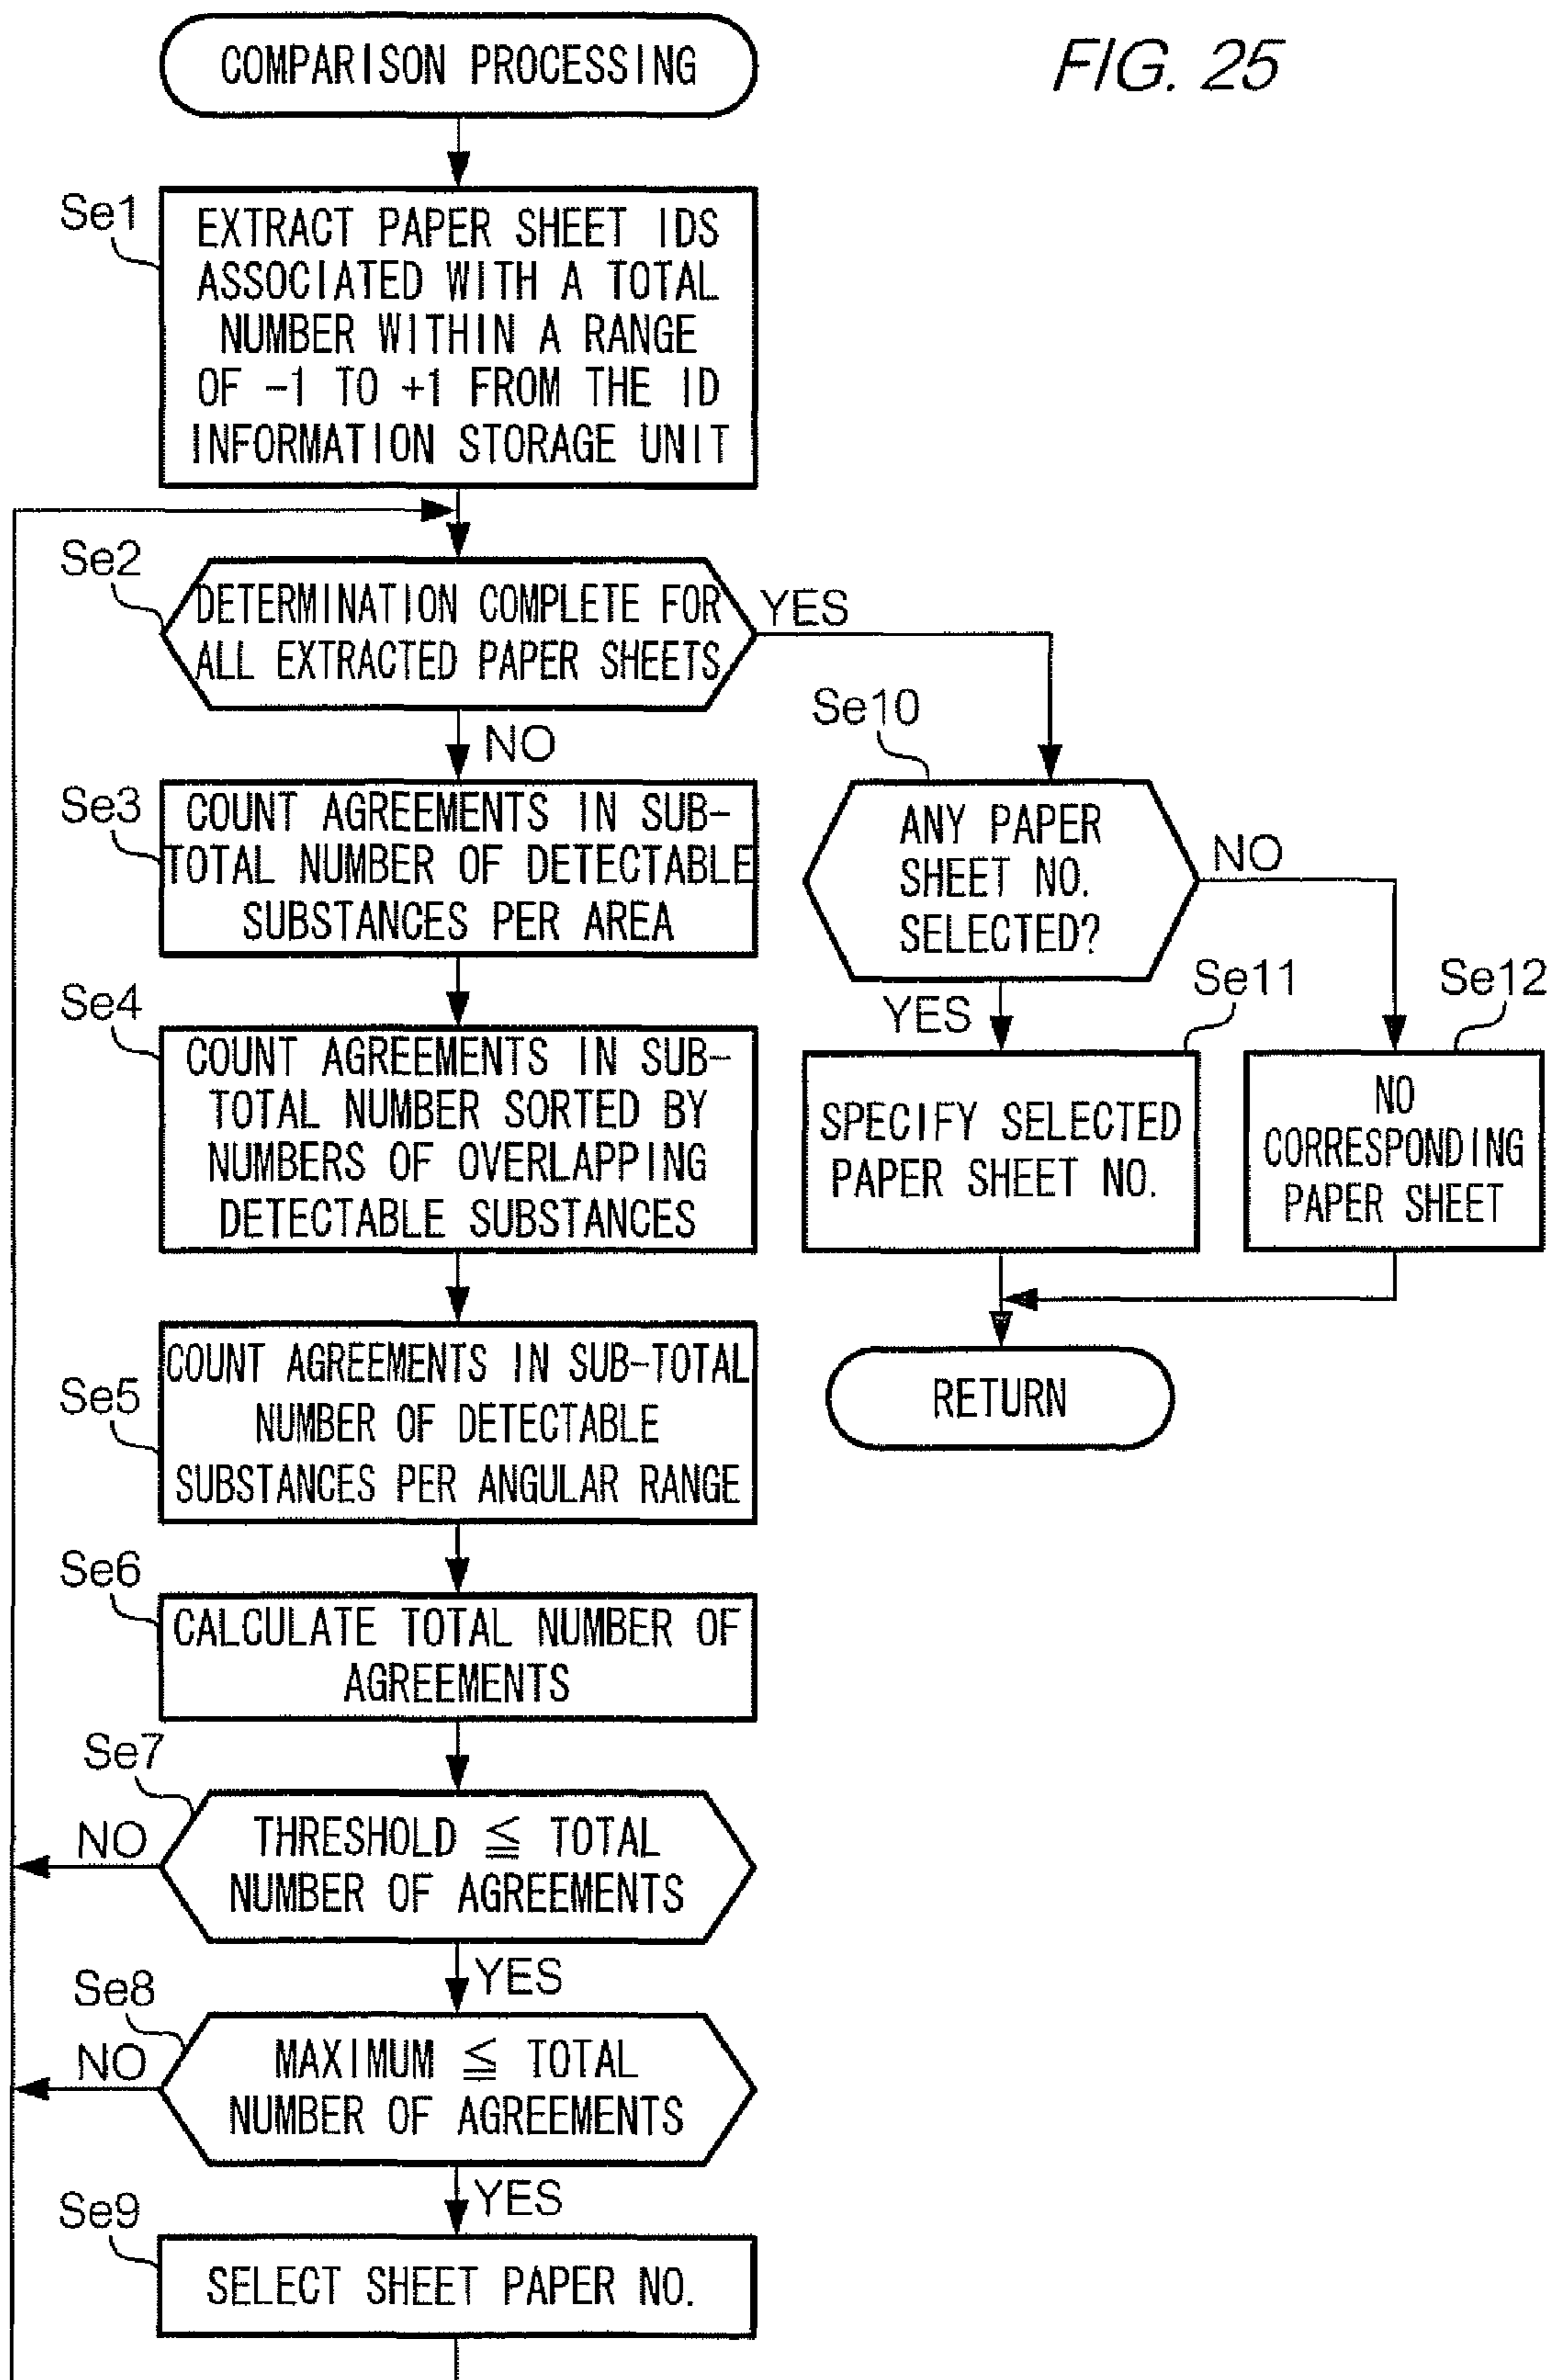 COMPARISON PROCESSING
FIG. 25
Se1
EXTRACT PAPER SHEET IDS
ASSOCIATED WITH A TOTAL
NUMBER WITHIN A RANGE
OF -1 TO +1 FROM THE ID
INFORMATION STORAGE UNIT
Se2
DETERMINATION COMPLETE FOR
ALL EXTRACTED PAPER SHEETS
YES
NO
Se3
COUNT AGREEMENTS IN SUB-
TOTAL NUMBER OF DETECTABLE
SUBSTANCES PER AREA
Se4
COUNT AGREEMENTS IN SUB-
TOTAL NUMBER SORTED BY
NUMBERS OF OVERLAPPING
DETECTABLE SUBSTANCES
Se5
COUNT AGREEMENTS IN SUB-TOTAL
NUMBER OF DETECTABLE
SUBSTANCES PER ANGULAR RANGE
Se6
CALCULATE TOTAL NUMBER OF
AGREEMENTS
Se7
THRESHOLD ≦ TOTAL
NUMBER OF AGREEMENTS
NO
YES
Se8
MAXIMUM ≦ TOTAL
NUMBER OF AGREEMENTS
NO
YES
Se9
SELECT SHEET PAPER NO.
Se10
ANY PAPER
SHEET NO.
SELECTED?
NO
YES
Se11
SPECIFY SELECTED
PAPER SHEET NO.
Se12
NO
CORRESPONDING
PAPER SHEET
RETURN